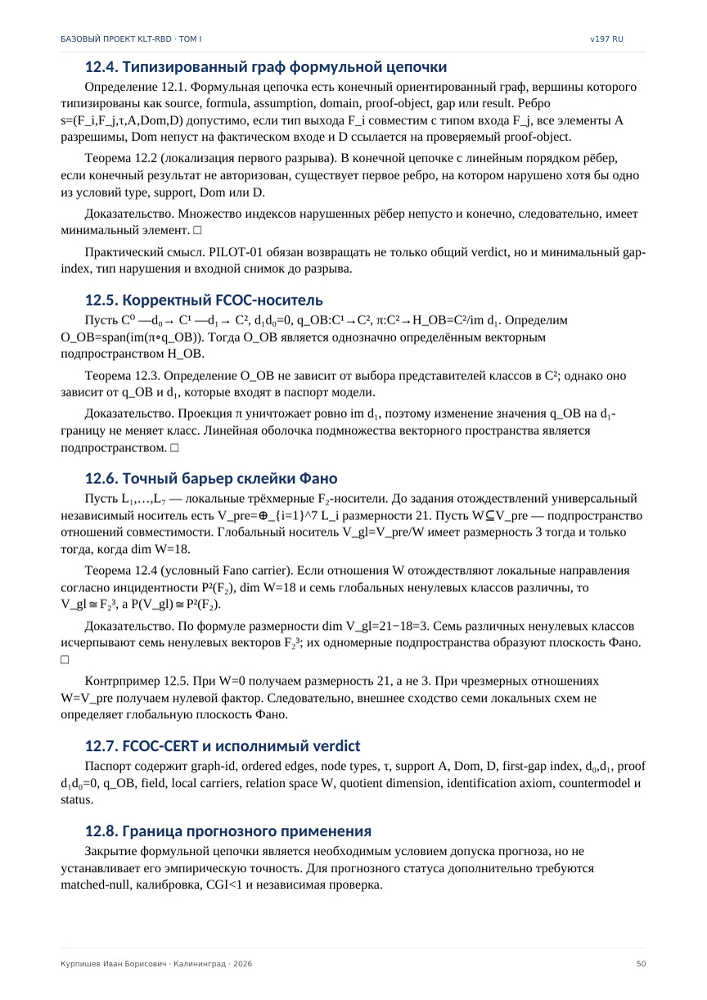 БАЗОВЫЙ ПРОЕКТ KLT-RBD · ТОМ I
v197 RU
12.4. Типизированный граф формульной цепочки
Определение 12.1. Формульная цепочка есть конечный ориентированный граф, вершины которого
типизированы как source, formula, assumption, domain, proof-object, gap или result. Ребро
s=(F_i,F_j,τ,A,Dom,D) допустимо, если тип выхода F_i совместим с типом входа F_j, все элементы A
разрешимы, Dom непуст на фактическом входе и D ссылается на проверяемый proof-object.
Теорема 12.2 (локализация первого разрыва). В конечной цепочке с линейным порядком рёбер,
если конечный результат не авторизован, существует первое ребро, на котором нарушено хотя бы одно
из условий type, support, Dom или D.
Доказательство. Множество индексов нарушенных рёбер непусто и конечно, следовательно, имеет
минимальный элемент. □
Практический смысл. PILOT-01 обязан возвращать не только общий verdict, но и минимальный gap-
index, тип нарушения и входной снимок до разрыва.
12.5. Корректный FCOC-носитель
Пусть C⁰ —d₀→ C¹ —d₁→ C², d₁d₀=0, q_OB:C¹→C², π:C²→H_OB=C²/im d₁. Определим
O_OB=span(im(π∘q_OB)). Тогда O_OB является однозначно определённым векторным
подпространством H_OB.
Теорема 12.3. Определение O_OB не зависит от выбора представителей классов в C²; однако оно
зависит от q_OB и d₁, которые входят в паспорт модели.
Доказательство. Проекция π уничтожает ровно im d₁, поэтому изменение значения q_OB на d₁-
границу не меняет класс. Линейная оболочка подмножества векторного пространства является
подпространством. □
12.6. Точный барьер склейки Фано
Пусть L₁,…,L₇ — локальные трёхмерные F₂-носители. До задания отождествлений универсальный
независимый носитель есть V_pre=⊕_{i=1}^7 L_i размерности 21. Пусть W⊆V_pre — подпространство
отношений совместимости. Глобальный носитель V_gl=V_pre/W имеет размерность 3 тогда и только
тогда, когда dim W=18.
Теорема 12.4 (условный Fano carrier). Если отношения W отождествляют локальные направления
согласно инцидентности P²(F₂), dim W=18 и семь глобальных ненулевых классов различны, то
V_gl≅F₂³, а P(V_gl)≅P²(F₂).
Доказательство. По формуле размерности dim V_gl=21−18=3. Семь различных ненулевых классов
исчерпывают семь ненулевых векторов F₂³; их одномерные подпространства образуют плоскость Фано.
□
Контрпример 12.5. При W=0 получаем размерность 21, а не 3. При чрезмерных отношениях
W=V_pre получаем нулевой фактор. Следовательно, внешнее сходство семи локальных схем не
определяет глобальную плоскость Фано.
12.7. FCOC-CERT и исполнимый verdict
Паспорт содержит graph-id, ordered edges, node types, τ, support A, Dom, D, first-gap index, d₀,d₁, proof
d₁d₀=0, q_OB, field, local carriers, relation space W, quotient dimension, identification axiom, countermodel и
status.
12.8. Граница прогнозного применения
Закрытие формульной цепочки является необходимым условием допуска прогноза, но не
устанавливает его эмпирическую точность. Для прогнозного статуса дополнительно требуются
matched-null, калибровка, CGI<1 и независимая проверка.
Курпишев Иван Борисович · Калининград · 2026
50